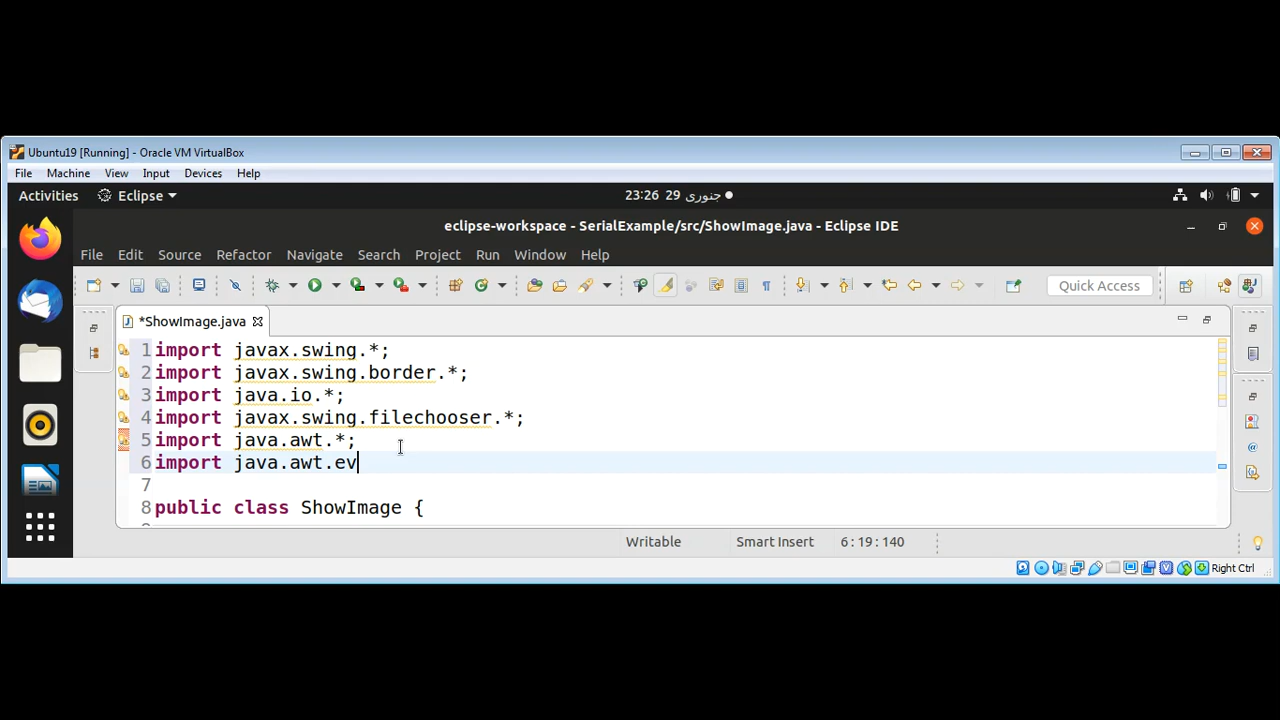 Ubuntu19 [Running] - Oracle VM VirtualBox
File Machine View Input Devices Help
Activities Eclipse 23:26 29 جنوری
eclipse-workspace - SerialExample/src/ShowImage.java - Eclipse IDE
File Edit Source Refactor Navigate Search Project Run Window Help
Quick Access
*ShowImage.java
1 import javax.swing.*;
2 import javax.swing.border.*;
3 import java.io.*;
4 import javax.swing.filechooser.*;
5 import java.awt.*;
6 import java.awt.ev
7
8 public class ShowImage {
Writable Smart Insert 6 : 19 : 140
Right Ctrl